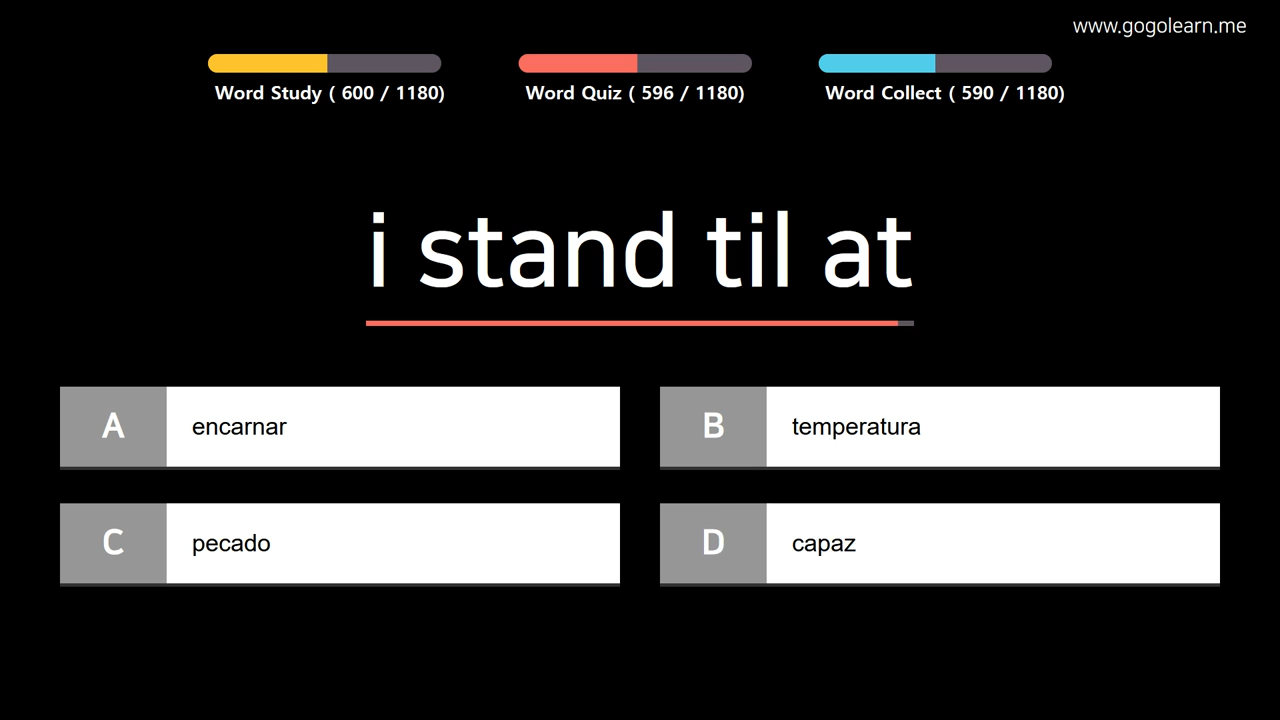 www.gogolearn.me
Word Study ( 600 / 1180)
Word Quiz ( 596 / 1180)
Word Collect ( 590 / 1180)
i stand til at
A
encarnar
B
temperatura
C
pecado
D
capaz